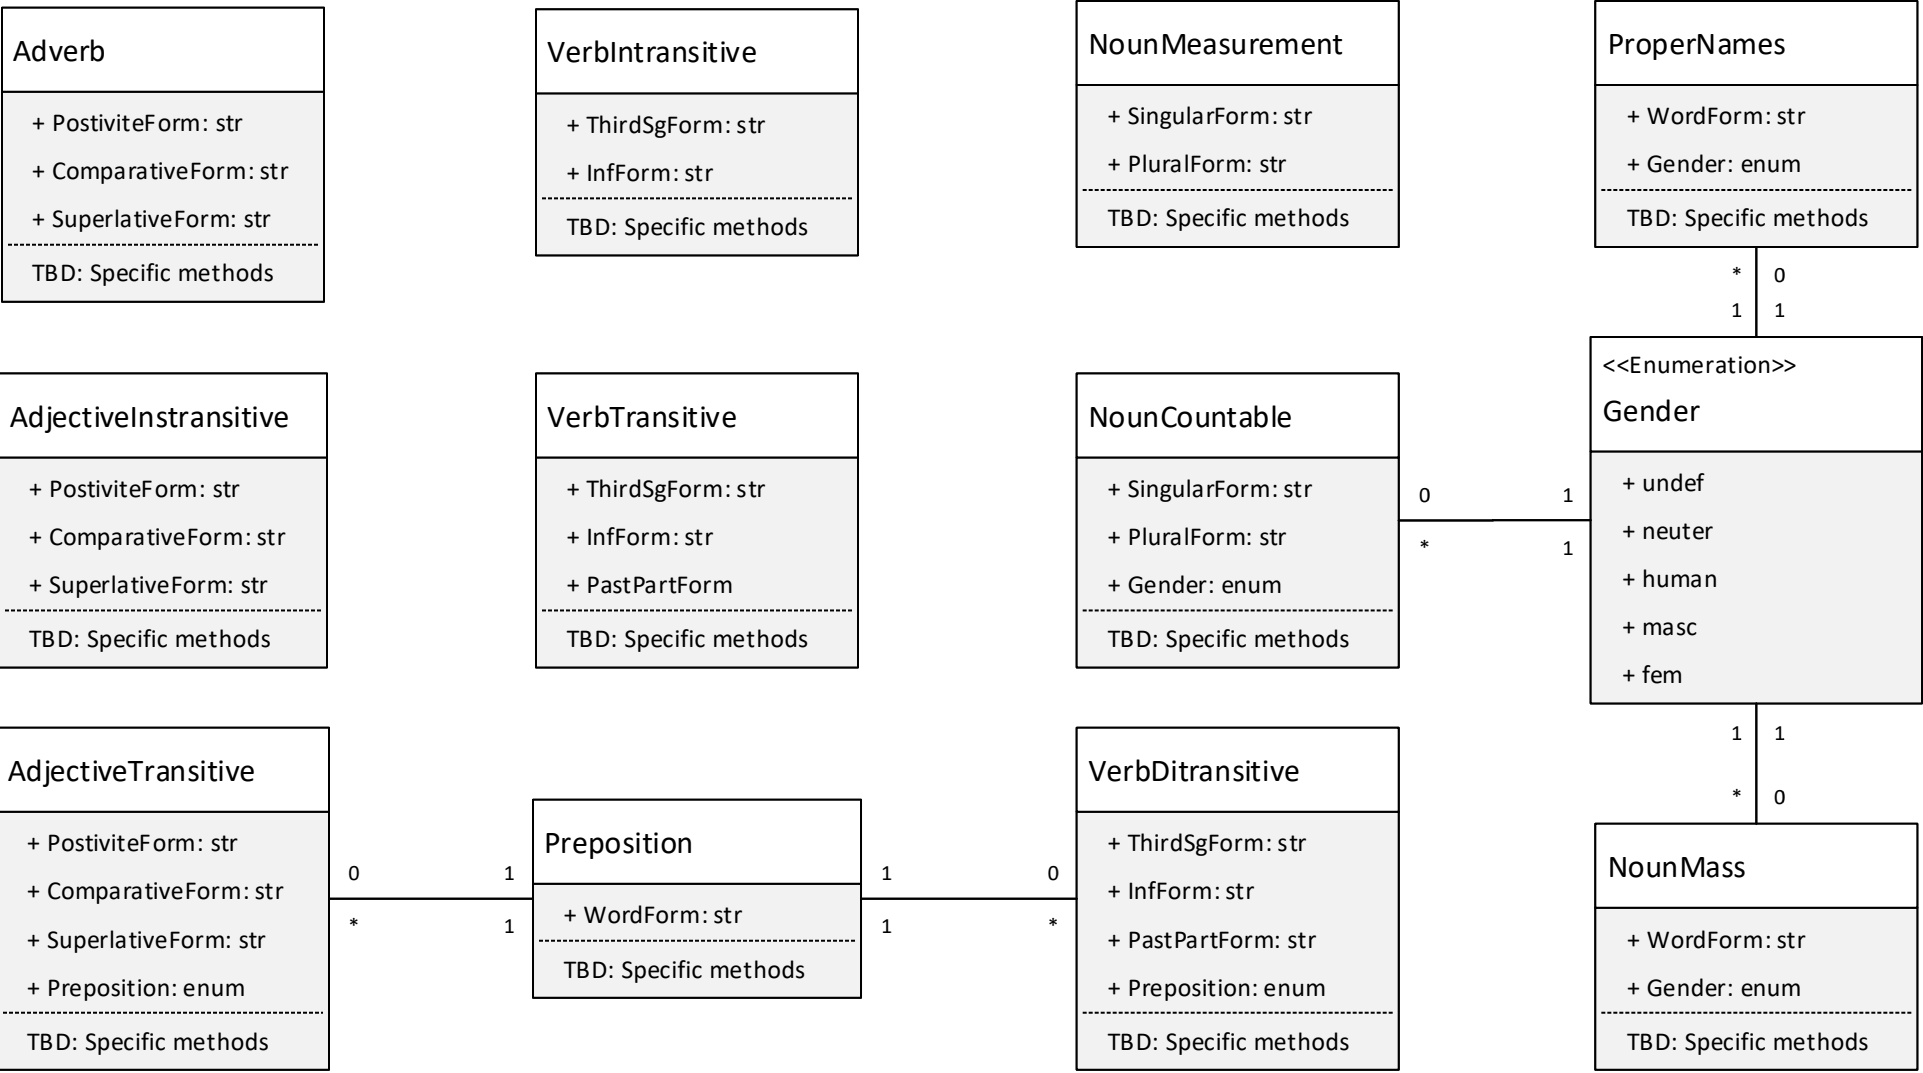 Adverb
+ PostiviteForm: str
+ ComparativeForm: str
+ SuperlativeForm: str
TBD: Specific methods
VerbIntransitive
+ ThirdSgForm: str
+ InfForm: str
TBD: Specific methods
NounMeasurement
+ SingularForm: str
+ PluralForm: str
TBD: Specific methods
ProperNames
+ WordForm: str
+ Gender: enum
TBD: Specific methods
* 0
1 1
AdjectiveInstransitive
+ PostiviteForm: str
+ ComparativeForm: str
+ SuperlativeForm: str
TBD: Specific methods
VerbTransitive
+ ThirdSgForm: str
+ InfForm: str
+ PastPartForm
TBD: Specific methods
NounCountable
+ SingularForm: str
+ PluralForm: str
+ Gender: enum
TBD: Specific methods
0 1
* 1
<<Enumeration>>
Gender
+ undef
+ neuter
+ human
+ masc
+ fem
1 1
* 0
AdjectiveTransitive
+ PostiviteForm: str
+ ComparativeForm: str
+ SuperlativeForm: str
+ Preposition: enum
TBD: Specific methods
0 1
* 1
Preposition
+ WordForm: str
TBD: Specific methods
1 0
1 *
VerbDitransitive
+ ThirdSgForm: str
+ InfForm: str
+ PastPartForm: str
+ Preposition: enum
TBD: Specific methods
NounMass
+ WordForm: str
+ Gender: enum
TBD: Specific methods